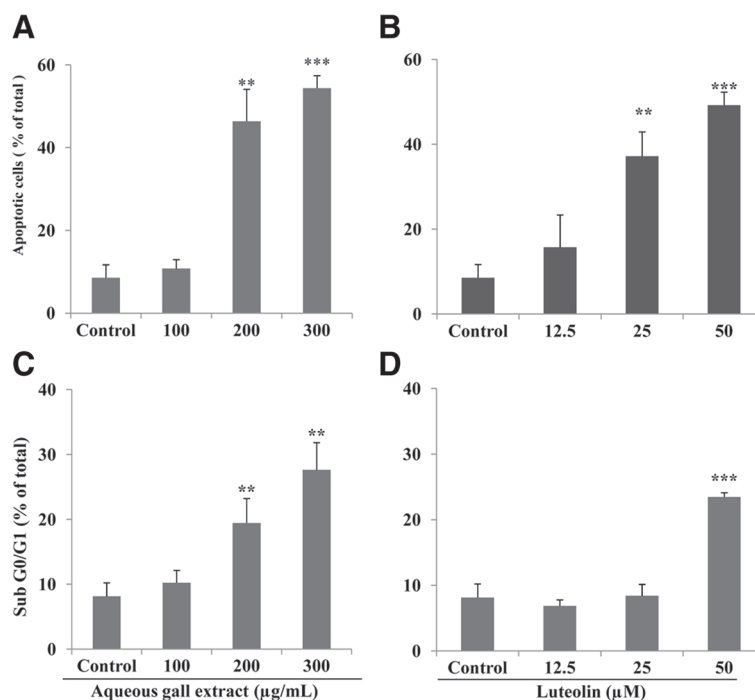 A
Apoptotic cells ( % of total )
60
40
20
0
**
***
Control 100 200 300
B
60
40
20
0
**
***
Control 12.5 25 50
C
Sub G0/G1 (% of total)
40
30
20
10
0
**
**
Control 100 200 300
Aqueous gall extract (µg/mL)
D
40
30
20
10
0
***
Control 12.5 25 50
Luteolin (µM)